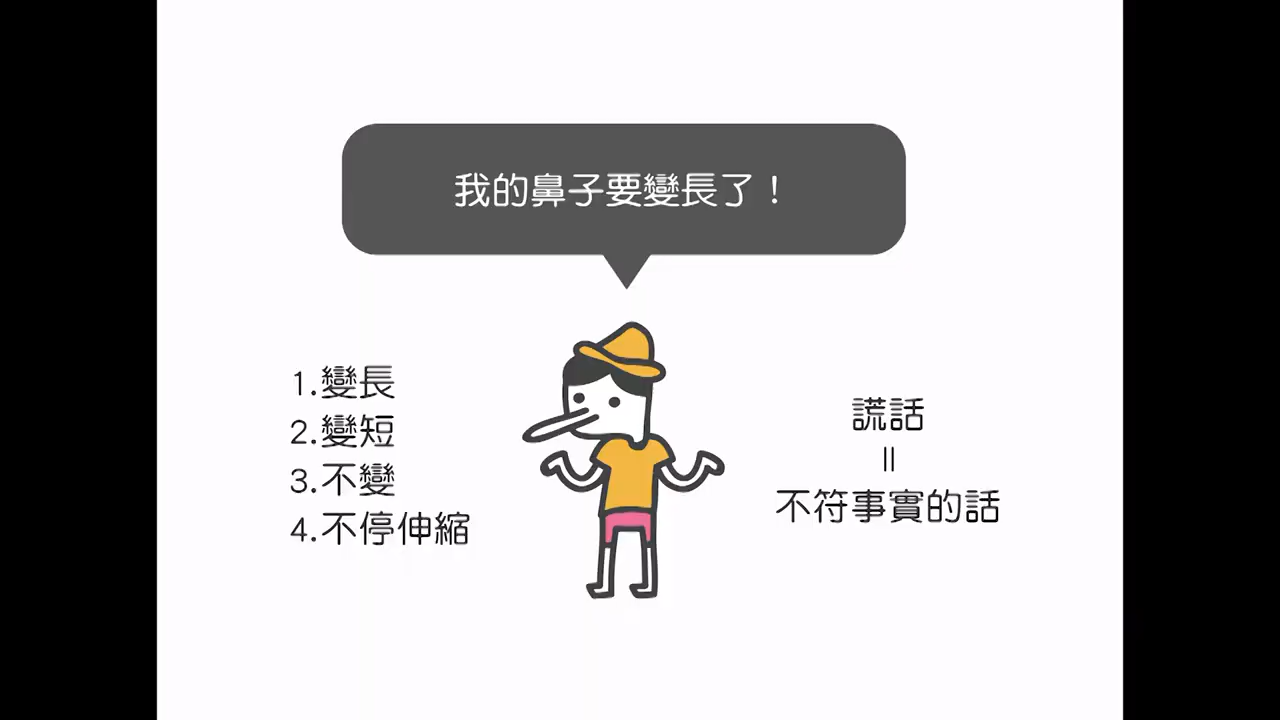 我的鼻子要變長了！
1.變長
2.變短
3.不變
4.不停伸縮
謊話
=
不符事實的話